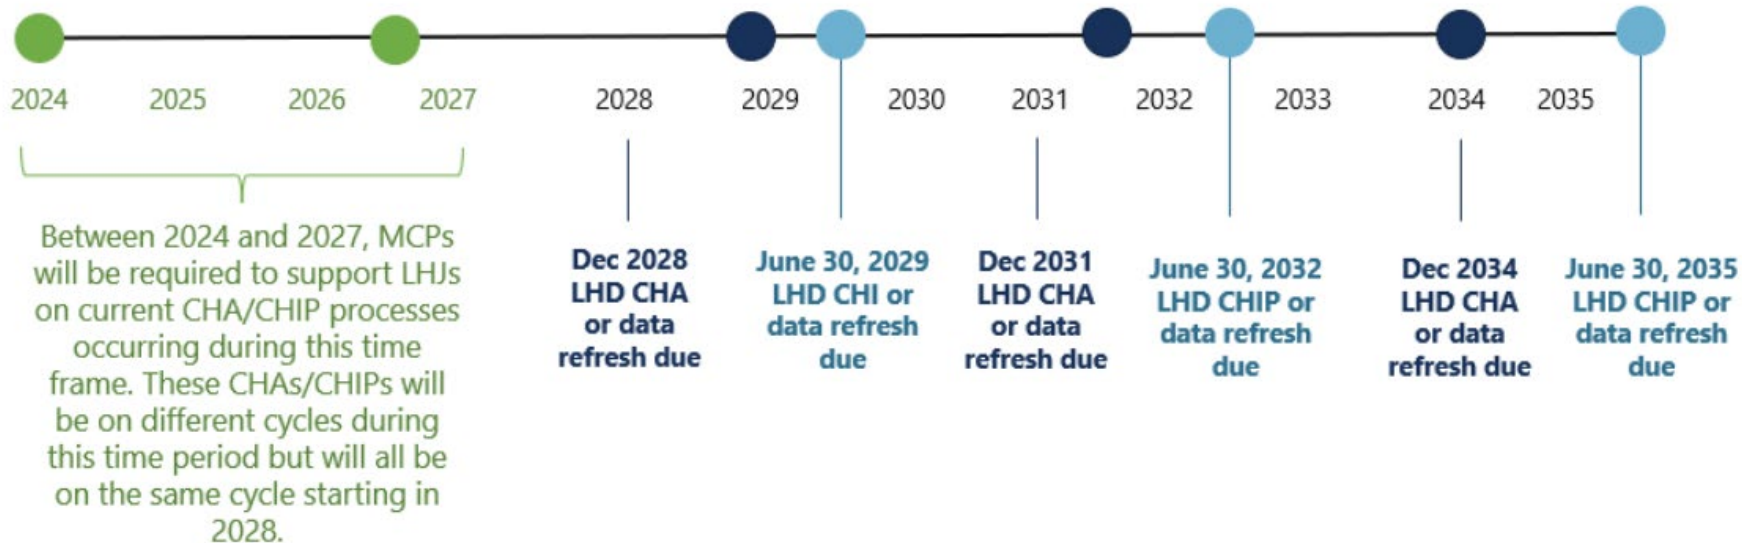 2024 2025 2026 2027 2028 2029 2030 2031 2032 2033 2034 2035
Between 2024 and 2027, MCPs
will be required to support LHJs
on current CHA/CHIP processes
occurring during this time
frame. These CHAs/CHIPs will
be on different cycles during
this time period but will all be
on the same cycle starting in
2028.
Dec 2028
LHD CHA
or data
refresh due
June 30, 2029
LHD CHI or
data refresh
due
Dec 2031
LHD CHA
or data
refresh due
June 30, 2032
LHD CHIP or
data refresh
due
Dec 2034
LHD CHA
or data
refresh due
June 30, 2035
LHD CHIP or
data refresh
due